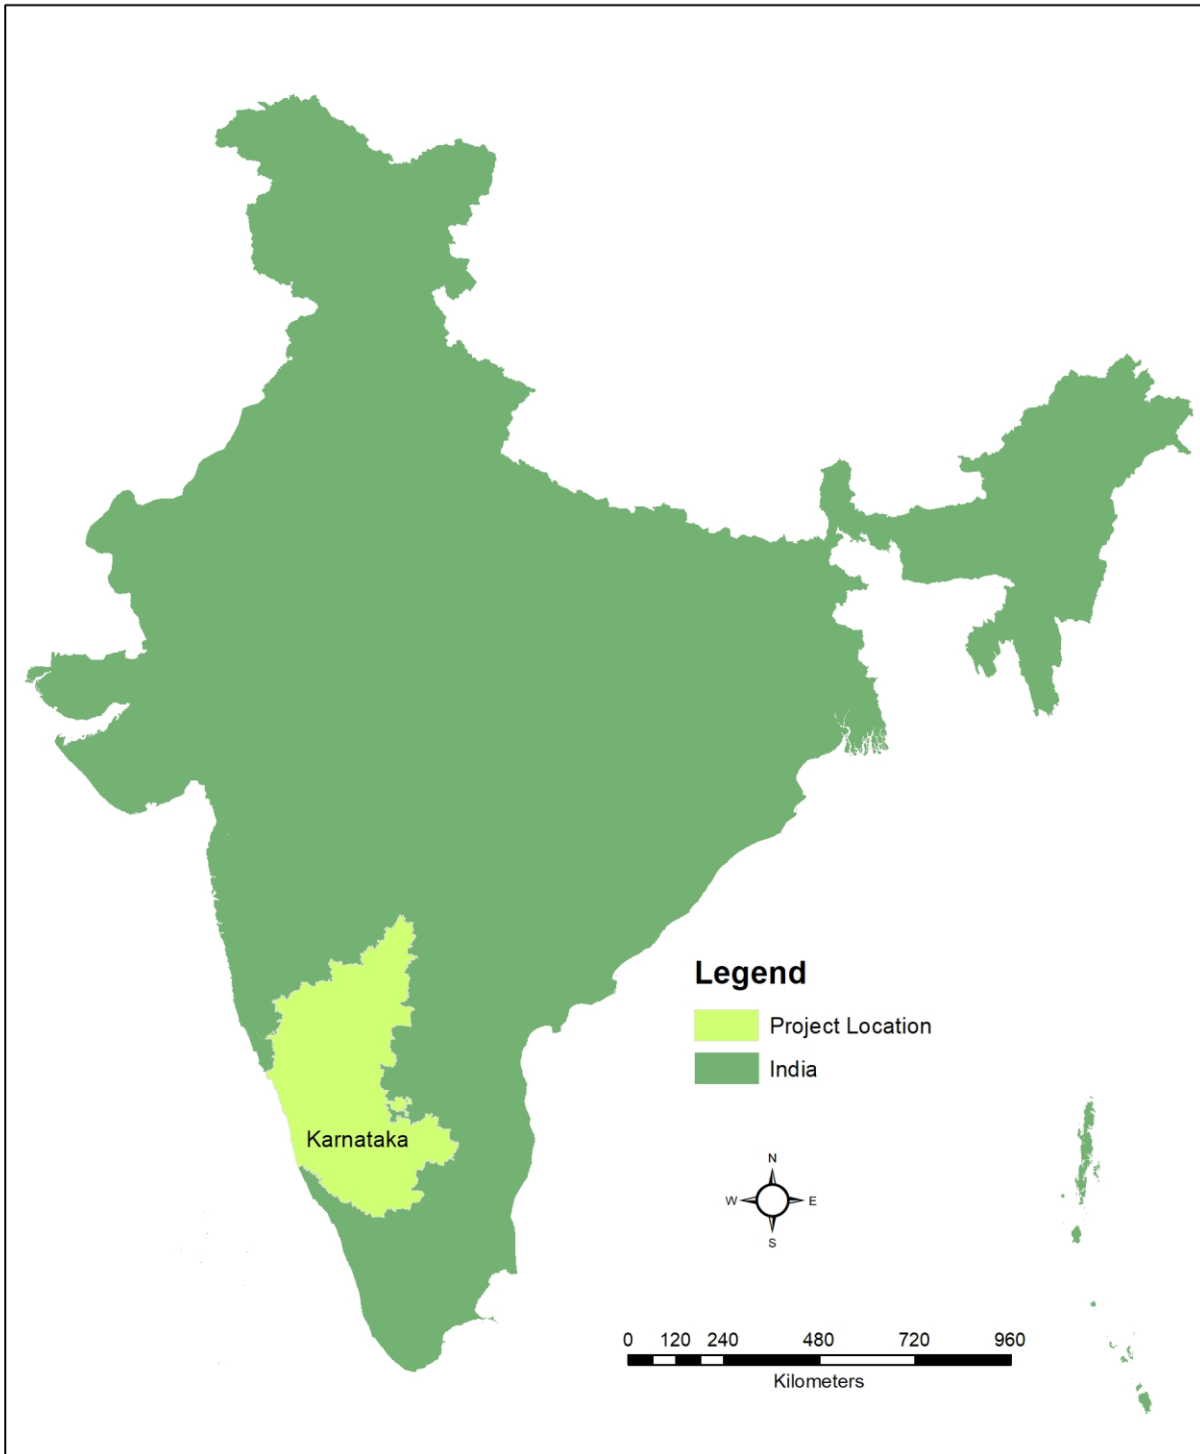 Legend
Project Location
India
Karnataka
N
W E
S
0 120 240 480 720 960
Kilometers